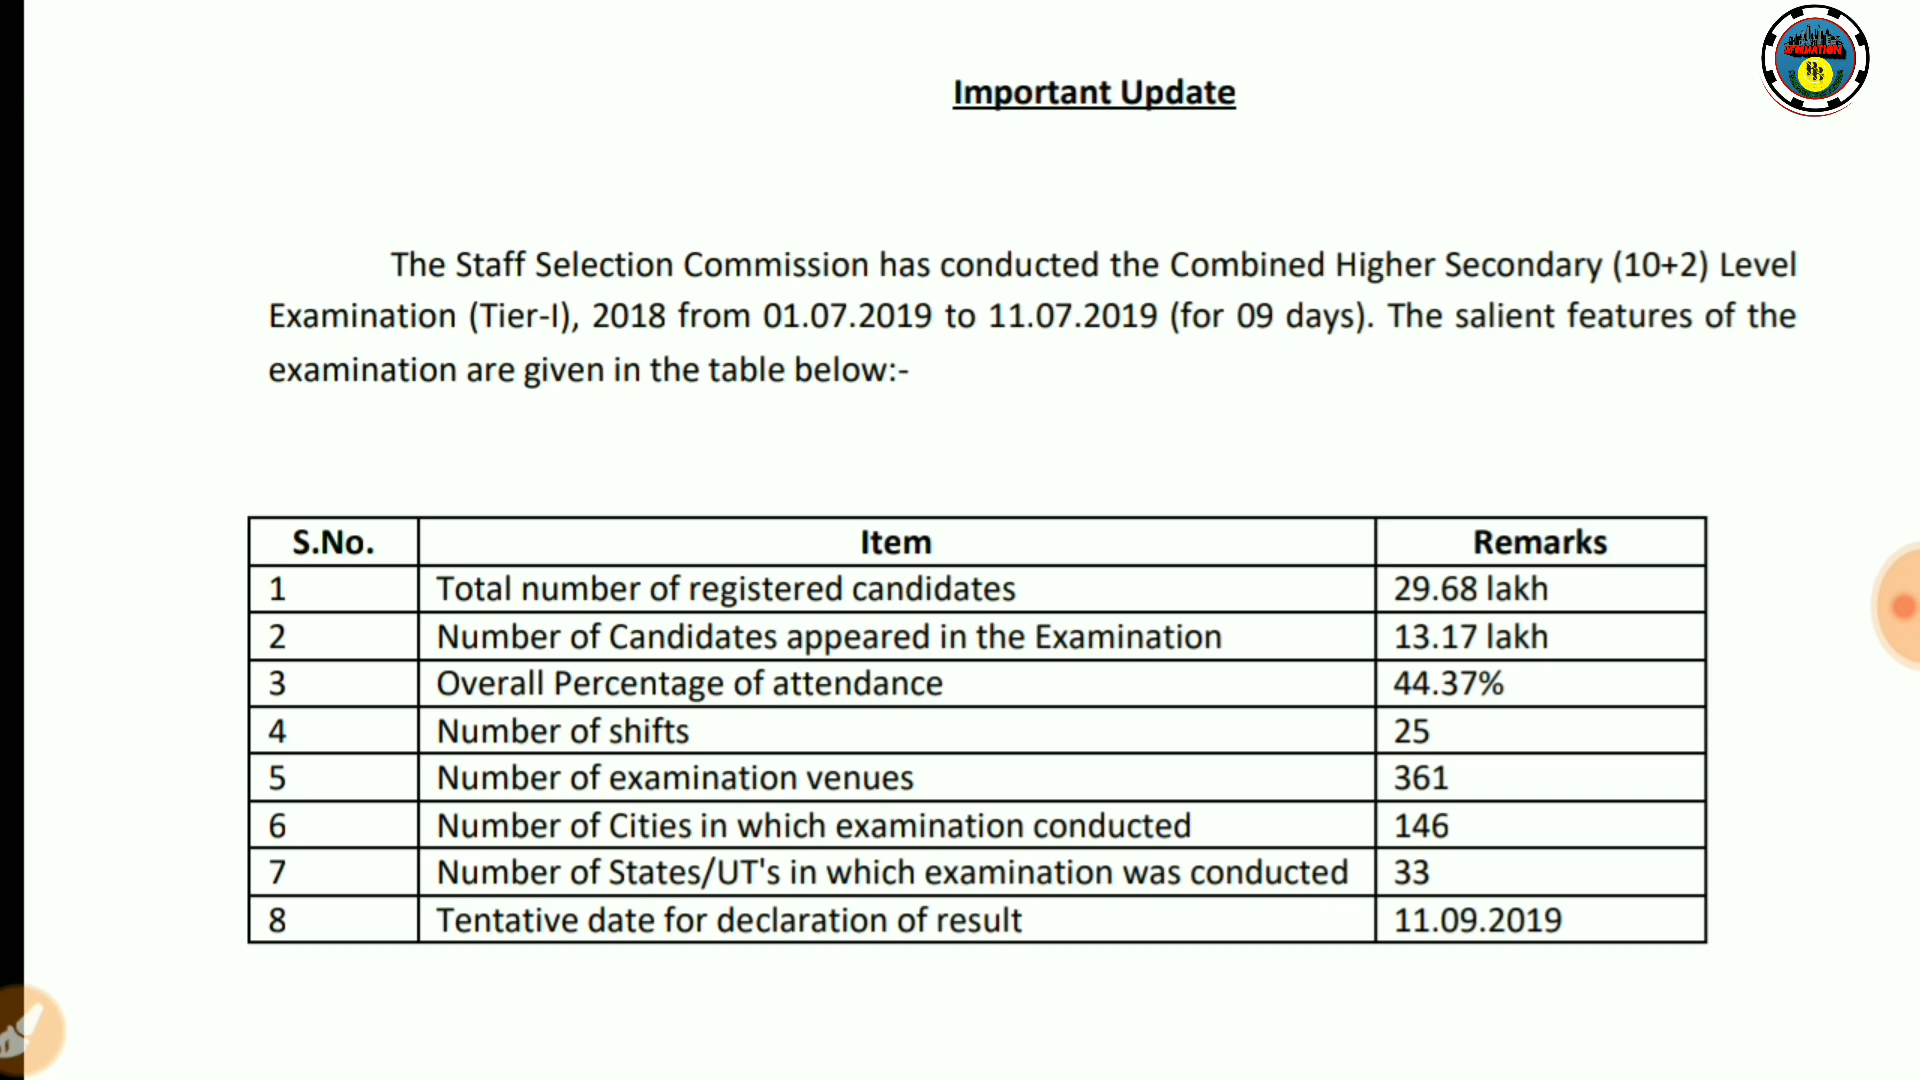 Important Update
The Staff Selection Commission has conducted the Combined Higher Secondary (10+2) Level
Examination (Tier-I), 2018 from 01.07.2019 to 11.07.2019 (for 09 days). The salient features of the
examination are given in the table below:-
S.No. Item Remarks
1 Total number of registered candidates 29.68 lakh
2 Number of Candidates appeared in the Examination 13.17 lakh
3 Overall Percentage of attendance 44.37%
4 Number of shifts 25
5 Number of examination venues 361
6 Number of Cities in which examination conducted 146
7 Number of States/UT's in which examination was conducted 33
8 Tentative date for declaration of result 11.09.2019